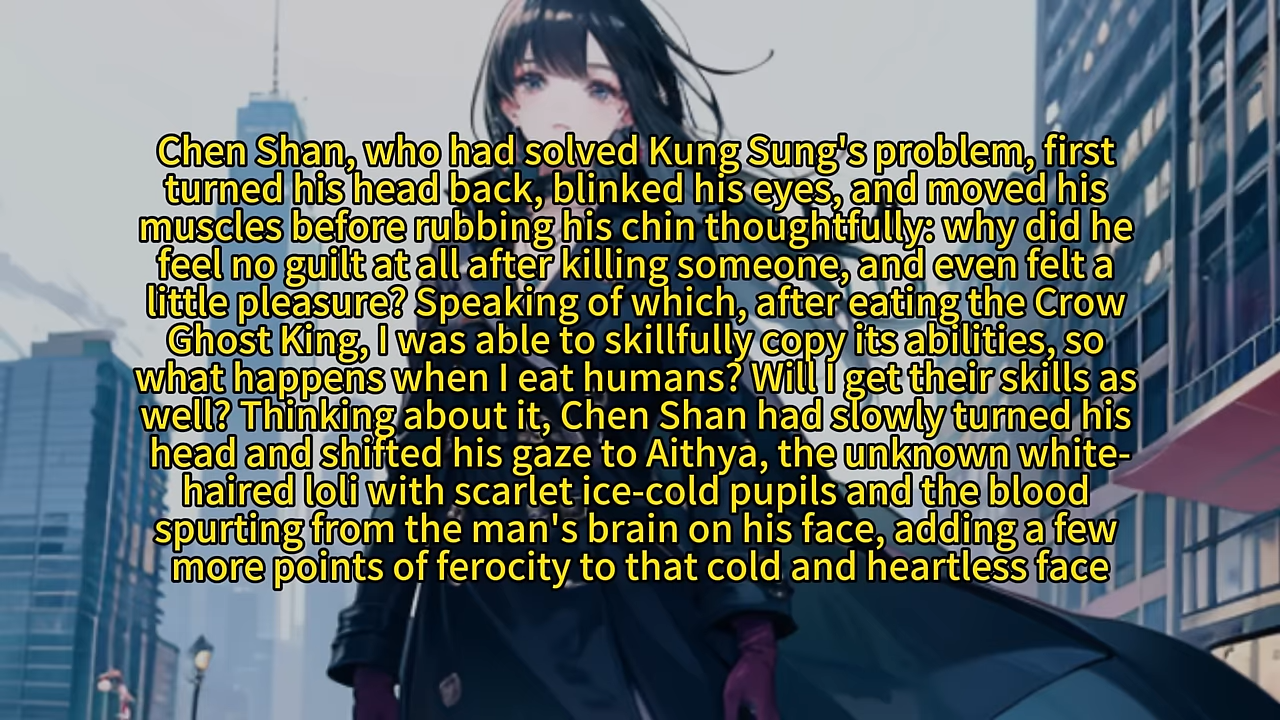 Chen Shan, who had solved Kung Sung's problem, first
turned his head back, blinked his eyes, and moved his
muscles before rubbing his chin thoughtfully: why did he
feel no guilt at all after killing someone, and even felt a
little pleasure? Speaking of which, after eating the Crow
Ghost King, I was able to skillfully copy its abilities, so
what happens when I eat humans? Will I get their skills as
well? Thinking about it, Chen Shan had slowly turned his
head and shifted his gaze to Aithya, the unknown white-
haired loli with scarlet ice-cold pupils and the blood
spurting from the man's brain on his face, adding a few
more points of ferocity to that cold and heartless face